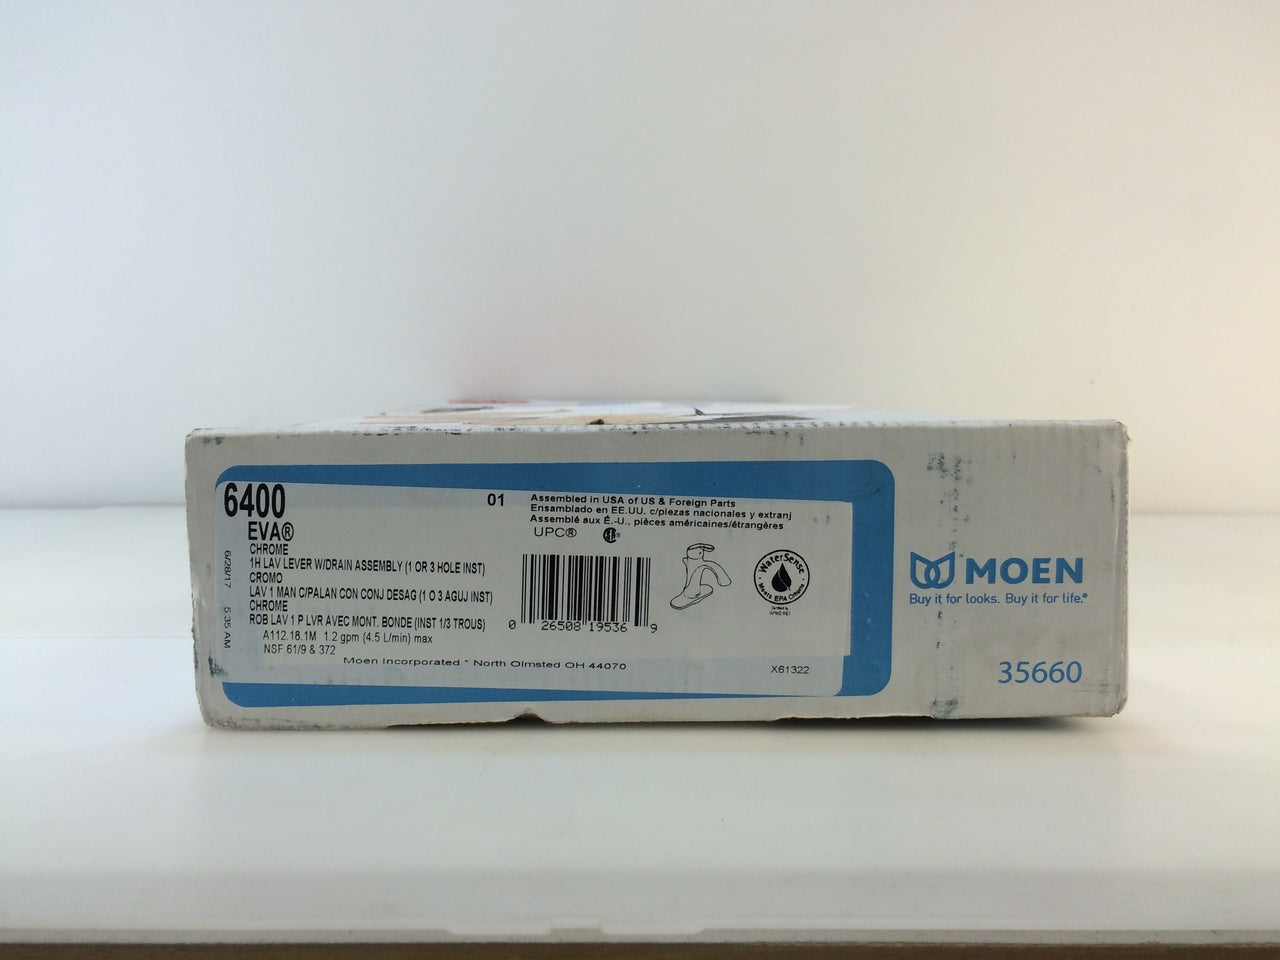 6400
01
EVA®
CHROME
1H LAV LEVER W/DRAIN ASSEMBLY (1 OR 3 HOLE INST)
CROMO
LAV 1 MAN C/PALAN CON CONJ DESAG (1 O 3 AGUJ INST)
CHROME
ROB LAV 1 P LVR AVEC MONT. BONDE (INST 1/3 TROUS)
A112.18.1M 1.2 gpm (4.5 L/min) max
NSF 61/9 & 372
6/28/17 5:35 AM
Assembled in USA of US & Foreign Parts
Ensamblado en EE.UU. c/piezas nacionales y extranj
Assemblé aux É.-U., pièces américaines/étrangères
UPC®
0 26508 19536 9
WaterSense
Meets EPA Criteria
Moen Incorporated * North Olmsted OH 44070
X61322
MOEN
Buy it for looks. Buy it for life.®
35660